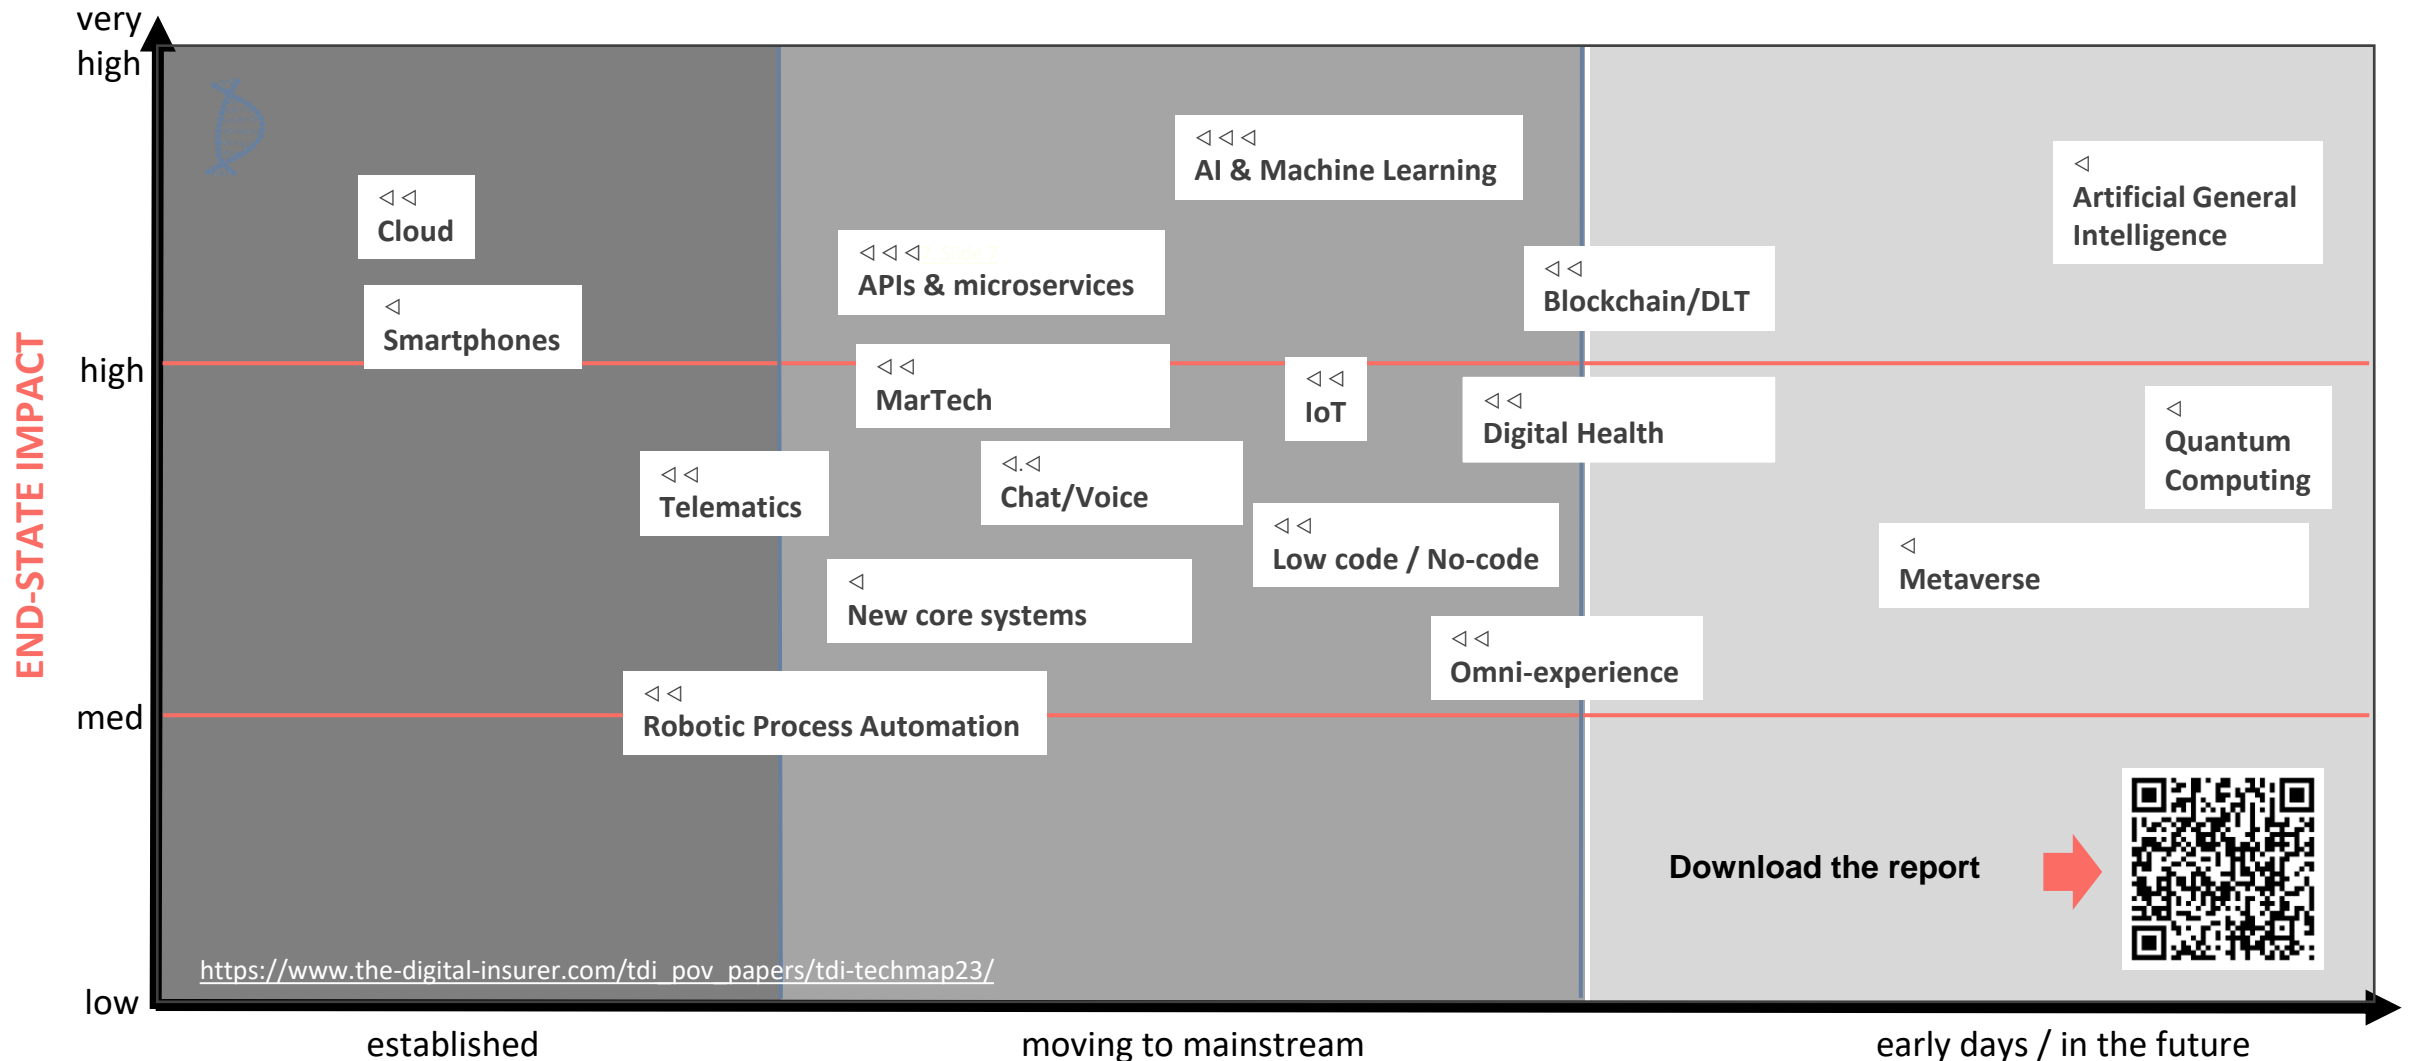 very
high
◁ ◁ ◁
AI & Machine Learning
◁
Artificial General
Intelligence
◁ ◁
Cloud
◁ ◁ ◁
APIs & microservices
◁ ◁
Blockchain/DLT
◁
Smartphones
END-STATE IMPACT
high
◁ ◁
MarTech
◁ ◁
IoT
◁ ◁
Digital Health
◁
Quantum
Computing
◁ ◁
Telematics
◁.◁
Chat/Voice
◁ ◁
Low code / No-code
◁
Metaverse
◁
New core systems
◁ ◁
Omni-experience
med
◁ ◁
Robotic Process Automation
Download the report
https://www.the-digital-insurer.com/tdi_pov_papers/tdi-techmap23/
low
established
moving to mainstream
early days / in the future